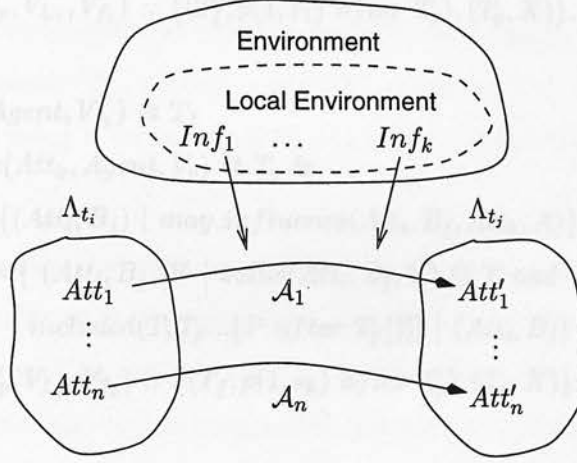 Environment
Local Environment
Inf₁ ... Infₖ
Λₜᵢ Λₜⱼ
Att₁ 𝒜₁ Att′₁
⋮ ⋮
Attₙ 𝒜ₙ Att′ₙ